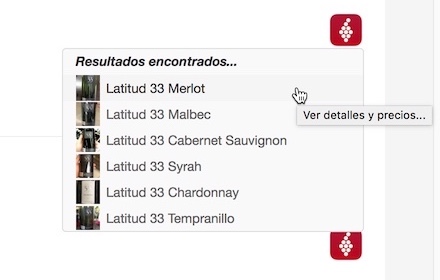 Resultados encontrados...
Latitud 33 Merlot
Latitud 33 Malbec
Ver detalles y precios...
Latitud 33 Cabernet Sauvignon
Latitud 33 Syrah
Latitud 33 Chardonnay
Latitud 33 Tempranillo